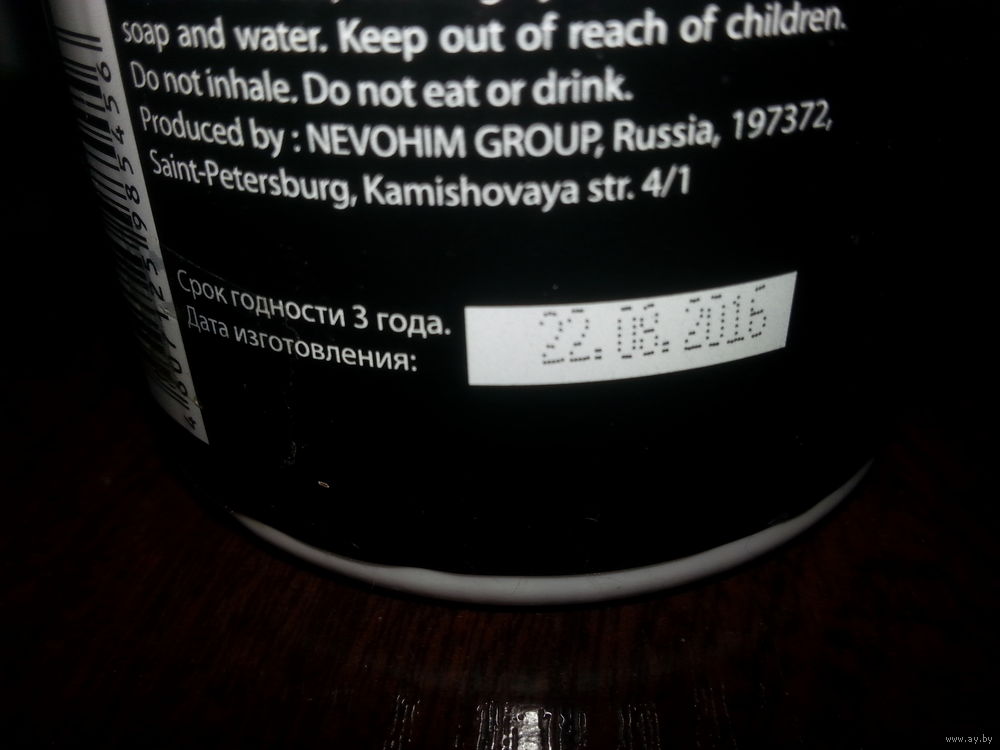 soap and water. Keep out of reach of children.
Do not inhale. Do not eat or drink.
Produced by : NEVOHIM GROUP, Russia, 197372,
Saint-Petersburg, Kamishovaya str. 4/1
Срок годности 3 года.
Дата изготовления:
22.08.2016
www.ay.by